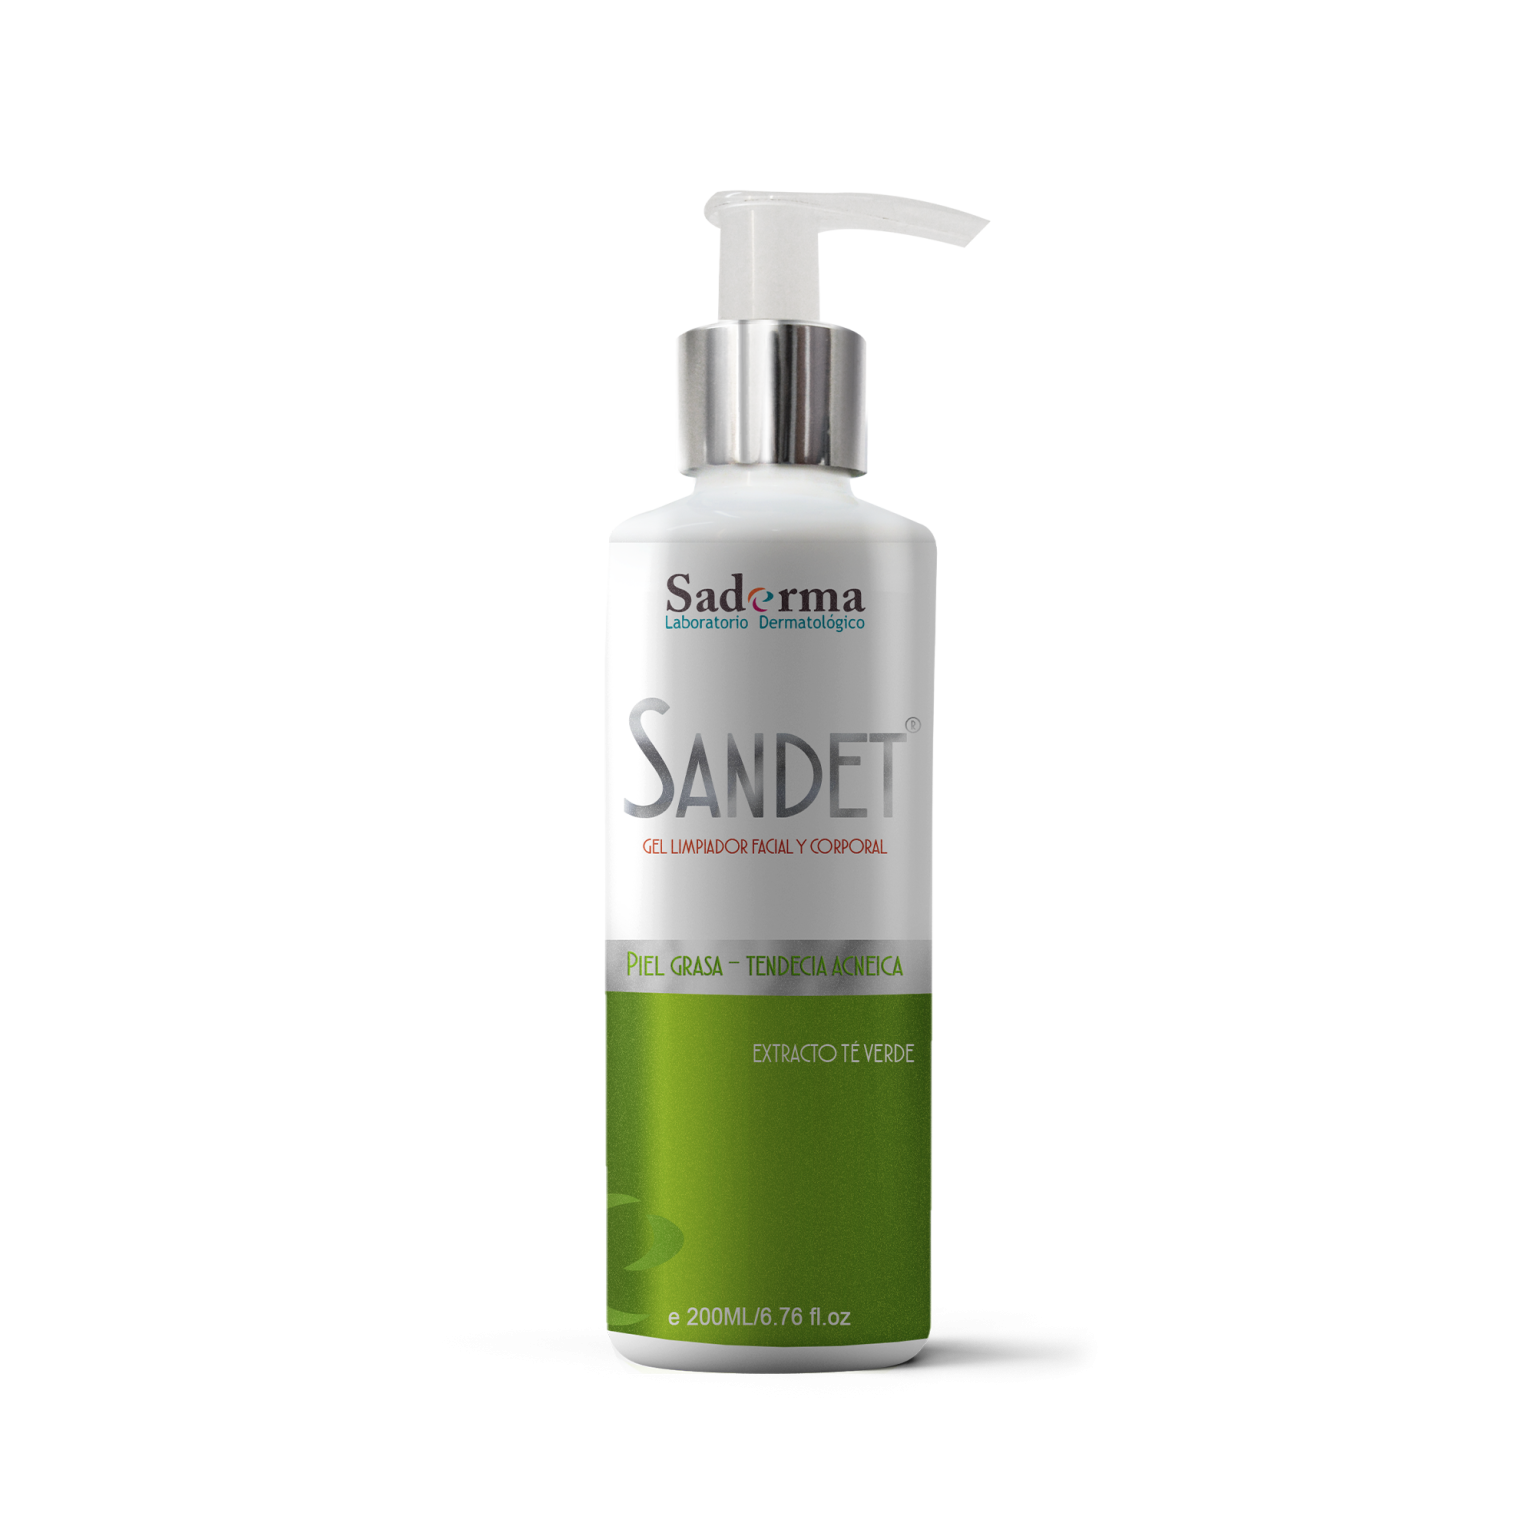 Saderma
Laboratorio Dermatológico
SANDET®
GEL LIMPIADOR FACIAL Y CORPORAL
PIEL GRASA – TENDECIA ACNEICA
EXTRACTO TÉ VERDE
e 200ML/6.76 fl.oz